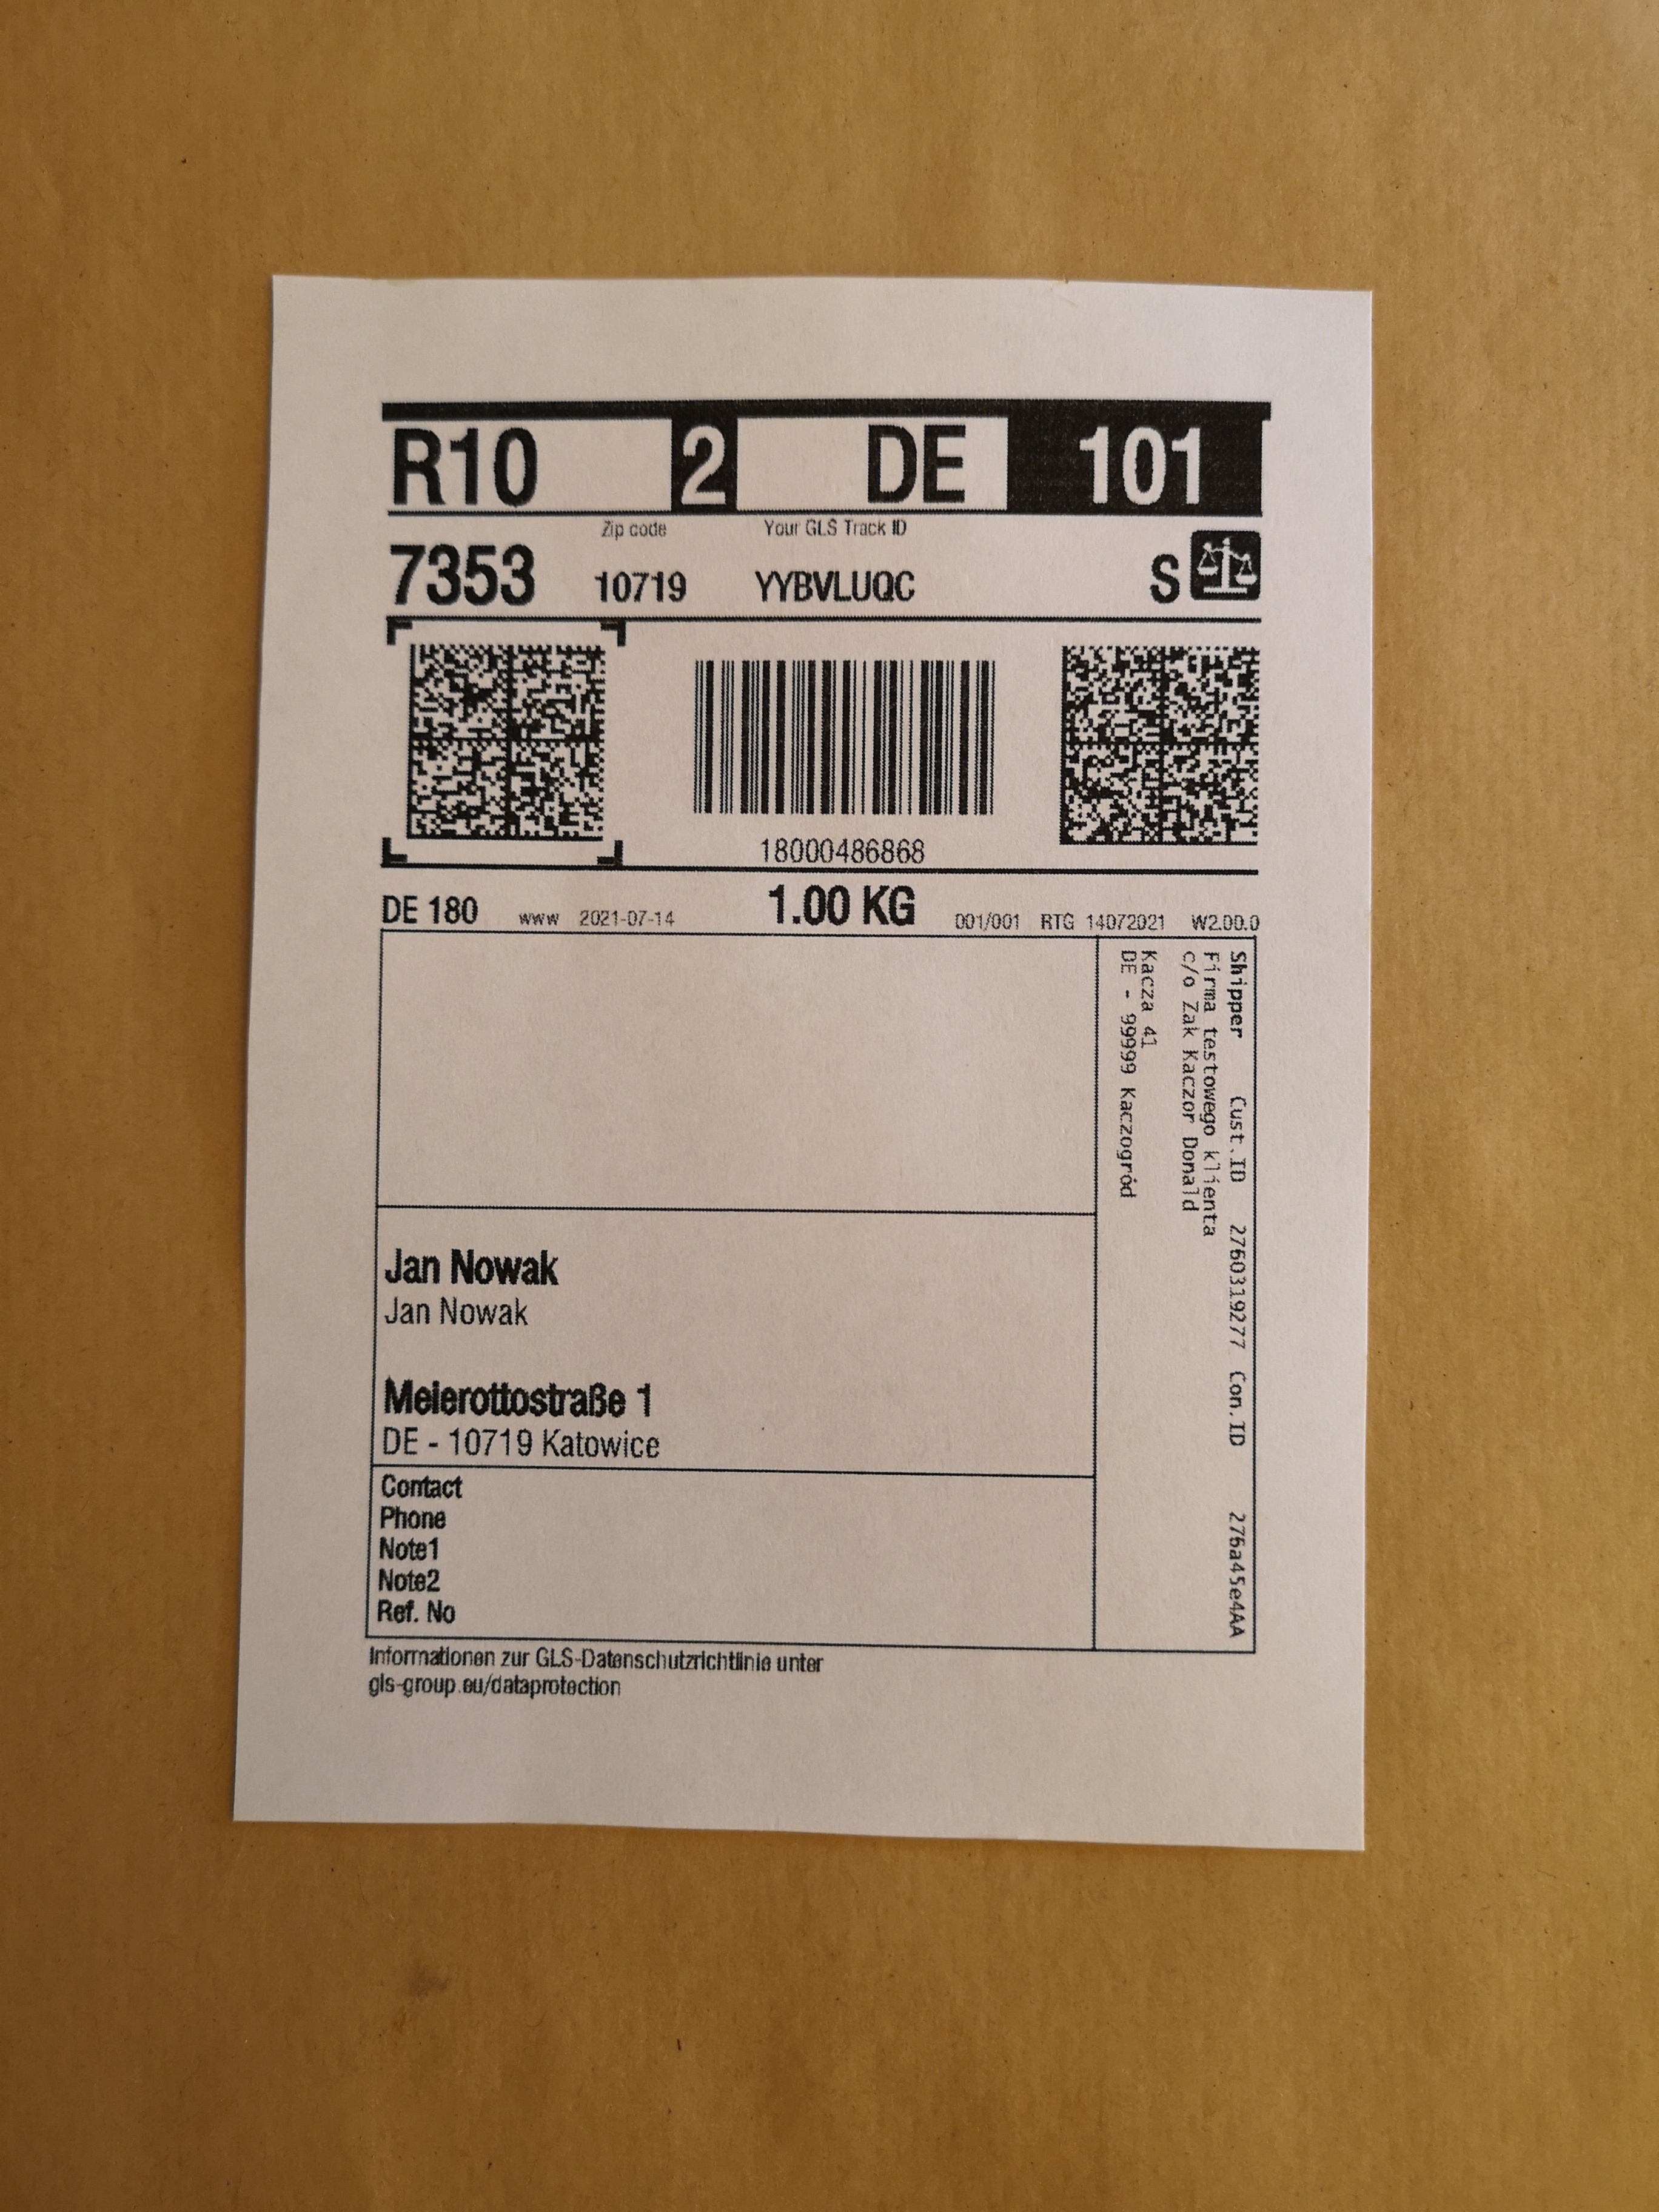 R10 2 DE 101
Zip code Your GLS Track ID
7353 10719 YYBVLUQC S
18000486868
DE 180 www 2021-07-14 1.00 KG 001/001 RTG 14072021 W2.00.0
Shipper Cust.ID 2760319277 Con.ID 276a45e4AA
Firma testowego klienta
c/o Zak Kaczor Donald
Kacza 41
DE - 99999 Kaczogród
Jan Nowak
Jan Nowak
Meierottostraße 1
DE - 10719 Katowice
Contact
Phone
Note1
Note2
Ref. No
Informationen zur GLS-Datenschutzrichtlinie unter
gls-group.eu/dataprotection